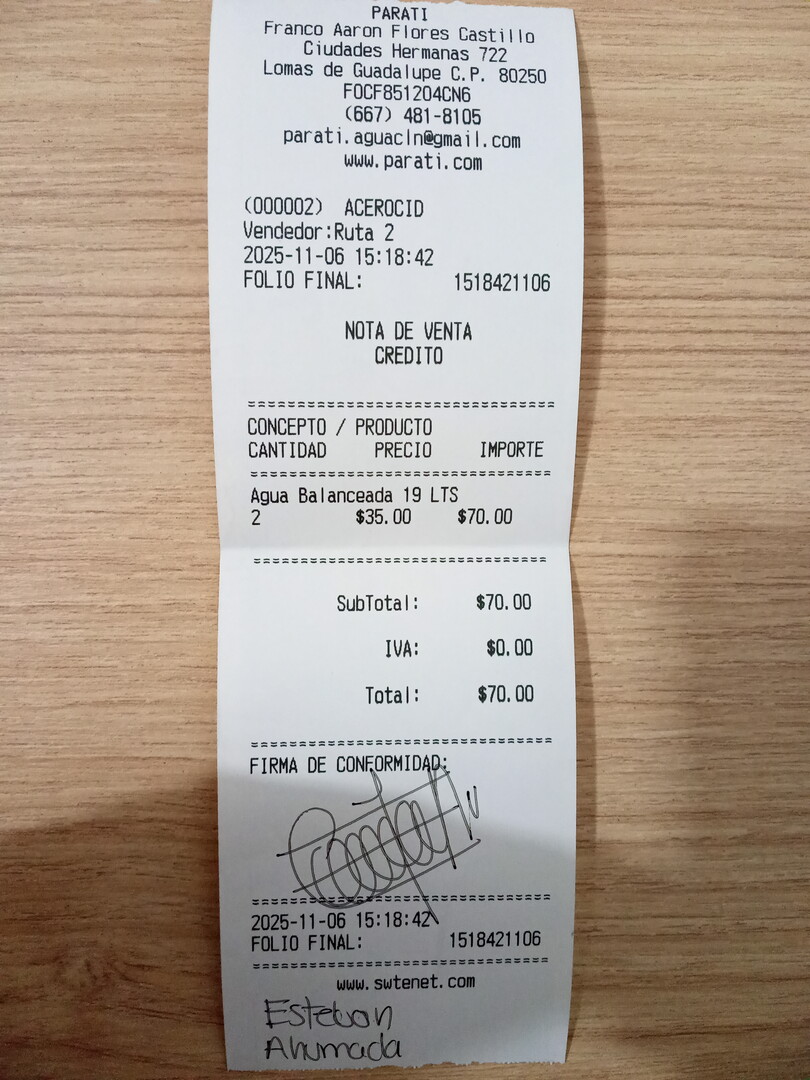 PARATI
Franco Aaron Flores Castillo
Ciudades Hermanas 722
Lomas de Guadalupe C.P. 80250
FOCF851204CN6
(667) 481-8105
parati.aguacln@gmail.com
www.parati.com
(000002) ACEROCID
Vendedor:Ruta 2
2025-11-06 15:18:42
FOLIO FINAL: 1518421106
NOTA DE VENTA
CREDITO
CONCEPTO / PRODUCTO
CANTIDAD PRECIO IMPORTE
Agua Balanceada 19 LTS
2 $35.00 $70.00
SubTotal: $70.00
IVA: $0.00
Total: $70.00
FIRMA DE CONFORMIDAD:
2025-11-06 15:18:42
FOLIO FINAL: 1518421106
www.swtenet.com
Esteban
Ahumada